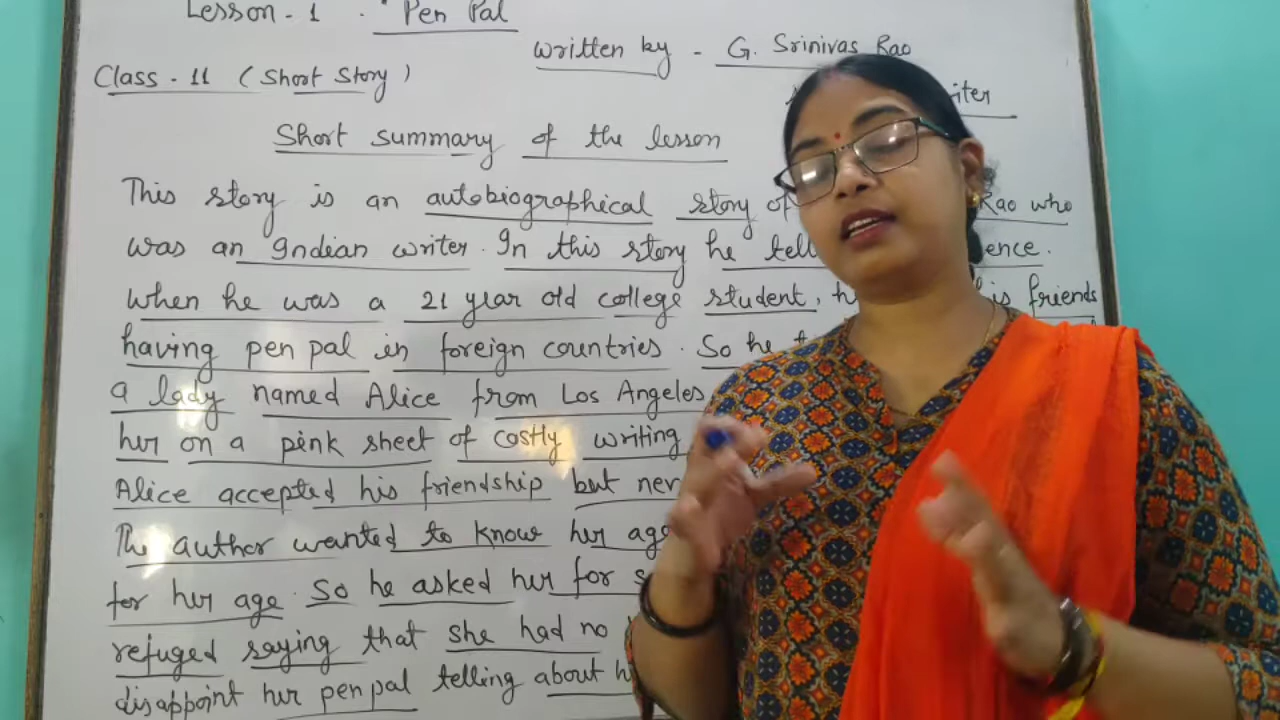 Lesson - 1 . Pen Pal
written by - G. Srinivas Rao
Class - 11 (Short Story)
Short summary of the lesson
This story is an autobiographical story of Rao who
was an Indian writer. In this story he
when he was a 21 year old college student, friends
having pen pal in foreign countries. So he
a lady named Alice from Los Angeles
her on a pink sheet of costly writing
Alice accepted his friendship but
The author wanted to know her age
for her age. So he asked her for
refuged saying that she had no
disappoint her pen pal telling about